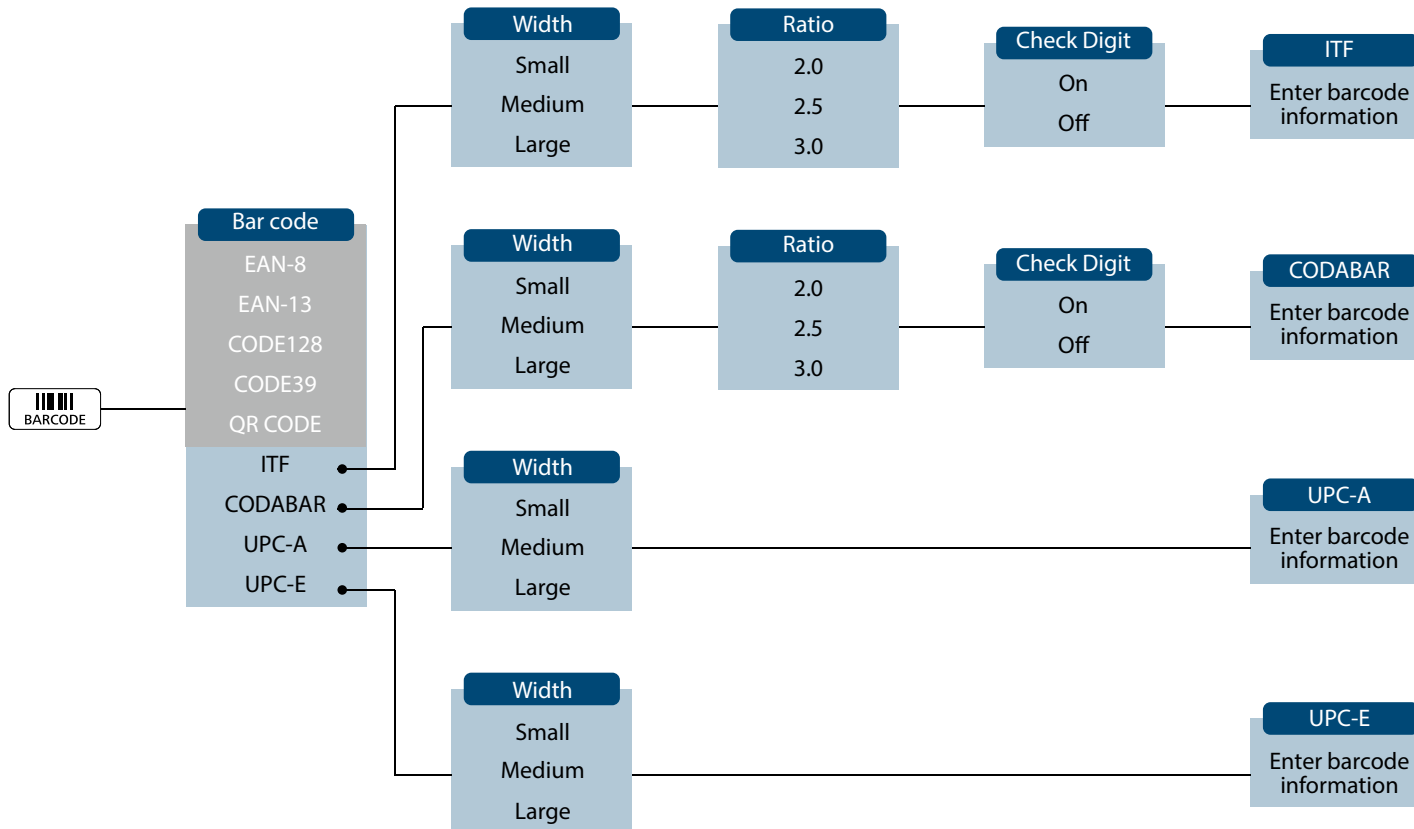 BARCODE
Bar code
EAN-8
EAN-13
CODE128
CODE39
QR CODE
ITF
CODABAR
UPC-A
UPC-E
Width
Small
Medium
Large
Ratio
2.0
2.5
3.0
Check Digit
On
Off
ITF
Enter barcode
information
Width
Small
Medium
Large
Ratio
2.0
2.5
3.0
Check Digit
On
Off
CODABAR
Enter barcode
information
Width
Small
Medium
Large
UPC-A
Enter barcode
information
Width
Small
Medium
Large
UPC-E
Enter barcode
information